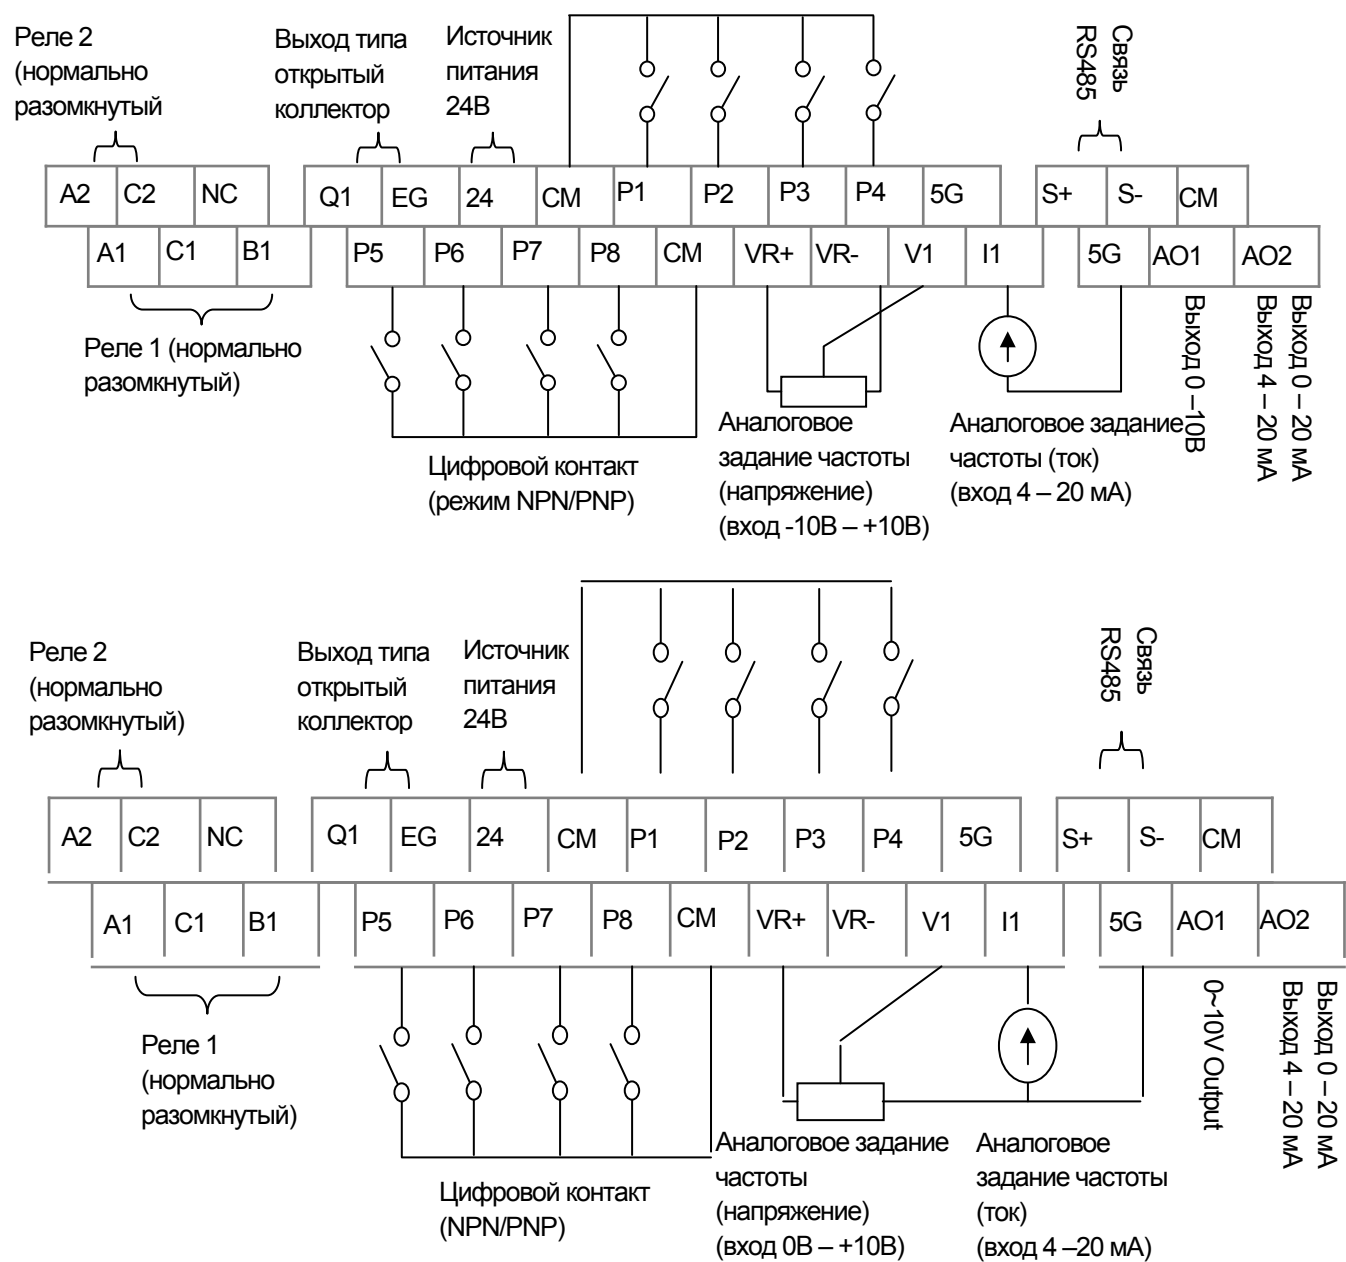 Реле 2
(нормально
разомкнутый
Выход типа
открытый
коллектор
Источник
питания
24В
Связь
RS485
A2 C2 NC Q1 EG 24 CM P1 P2 P3 P4 5G S+ S- CM
A1 C1 B1 P5 P6 P7 P8 CM VR+ VR- V1 I1 5G AO1 AO2
Реле 1 (нормально
разомкнутый)
Цифровой контакт
(режим NPN/PNP)
Аналоговое
задание частоты
(напряжение)
(вход -10В – +10В)
Аналоговое задание
частоты (ток)
(вход 4 – 20 мА)
Выход 0 –10В
Выход 0 – 20 мА
Выход 4 – 20 мА
Реле 2
(нормально
разомкнутый)
Выход типа
открытый
коллектор
Источник
питания
24В
Связь
RS485
A2 C2 NC Q1 EG 24 CM P1 P2 P3 P4 5G S+ S- CM
A1 C1 B1 P5 P6 P7 P8 CM VR+ VR- V1 I1 5G AO1 AO2
Реле 1
(нормально
разомкнутый)
Цифровой контакт
(NPN/PNP)
Аналоговое задание
частоты
(напряжение)
(вход 0В – +10В)
Аналоговое
задание частоты
(ток)
(вход 4 –20 мА)
0~10V Output
Выход 0 – 20 мА
Выход 4 – 20 мА